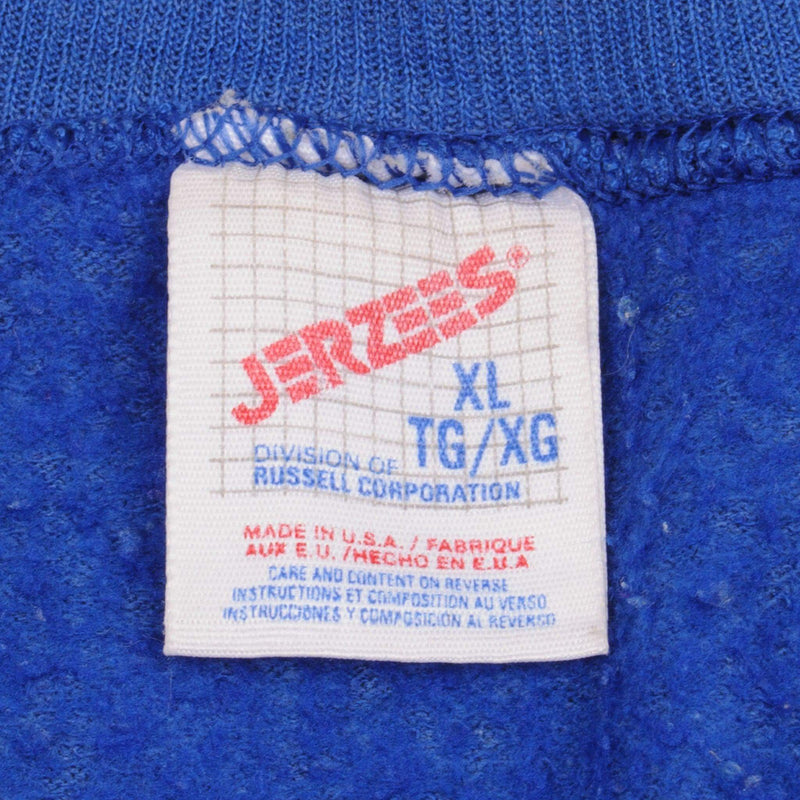 JERZEES®
XL
TG/XG
DIVISION OF
RUSSELL CORPORATION
MADE IN U.S.A. / FABRIQUE
AUX E.U. /HECHO EN E.U.A
CARE AND CONTENT ON REVERSE
INSTRUCTIONS ET COMPOSITION AU VERSO
INSTRUCCIONES Y COMPOSICIÓN AL REVERSO